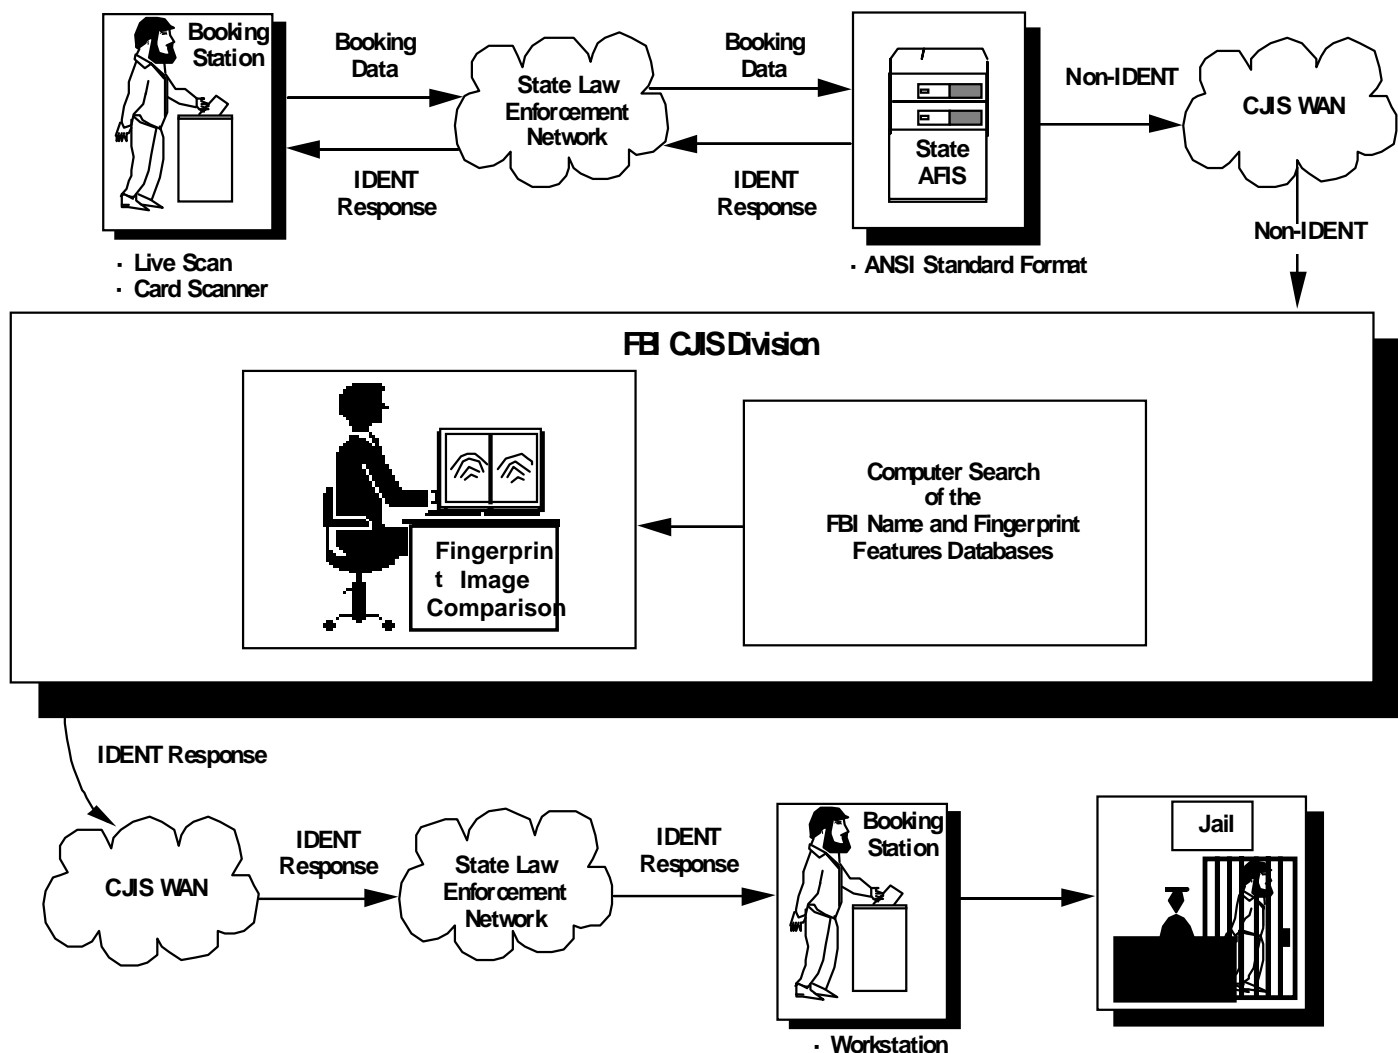 Booking
Station
Booking
Data
State Law
Enforcement
Network
Booking
Data
Non-IDENT
CJIS WAN
IDENT
Response
IDENT
Response
State
AFIS
Non-IDENT
· Live Scan
· Card Scanner
· ANSI Standard Format
FBI CJIS Division
Fingerprin
t Image
Comparison
Computer Search
of the
FBI Name and Fingerprint
Features Databases
IDENT Response
CJIS WAN
IDENT
Response
State Law
Enforcement
Network
IDENT
Response
Booking
Station
· Workstation
Jail